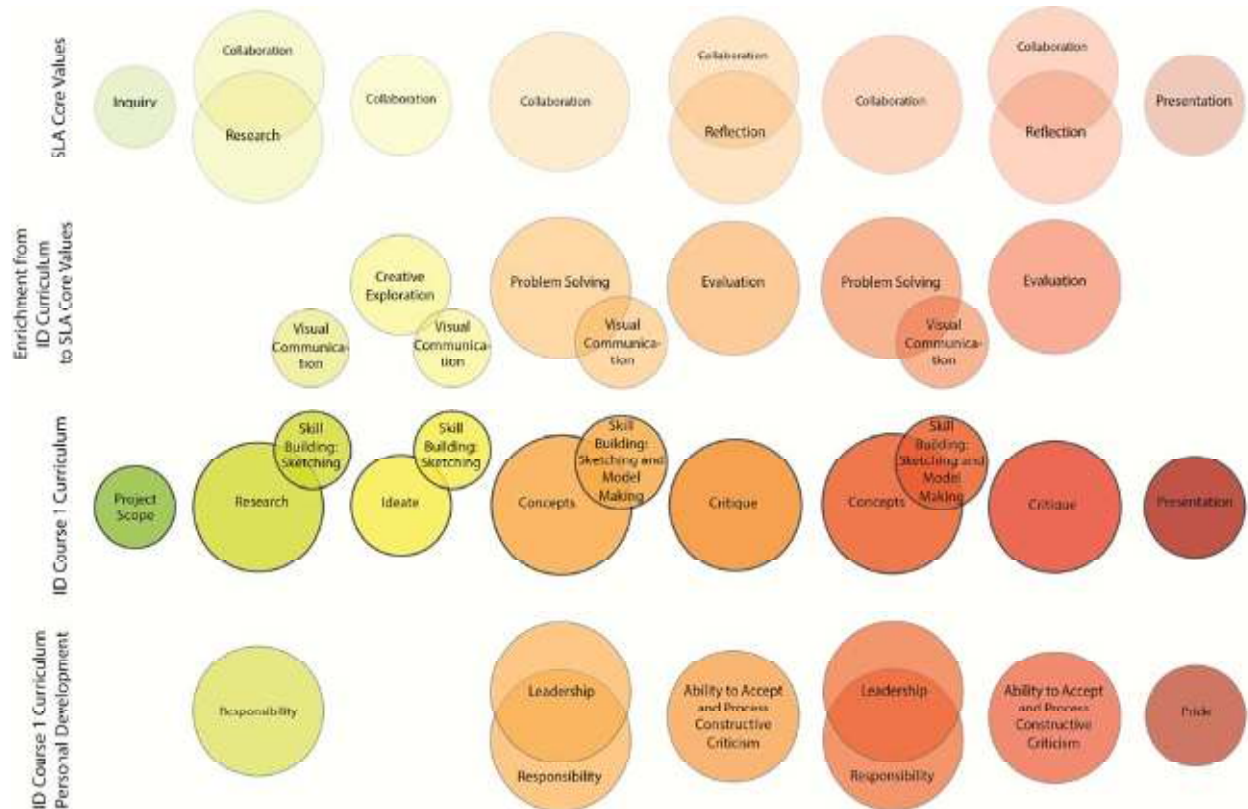 SLA Core Values
Collaboration
Collaboration
Collaboration
Inquiry
Collaboration
Collaboration
Collaboration
Presentation
Research
Reflection
Reflection
Enrichment from
ID Curriculum
to SLA Core Values
Creative
Exploration
Problem Solving
Evaluation
Problem Solving
Evaluation
Visual
Communica-
tion
Visual
Communica-
tion
Visual
Communica-
tion
Visual
Communica-
tion
ID Course 1 Curriculum
Skill
Building:
Sketching
Skill
Building:
Sketching
Skill
Building:
Sketching and
Model
Making
Skill
Building:
Sketching and
Model
Making
Project
Scope
Research
Ideate
Concepts
Critique
Concepts
Critique
Presentation
ID Course 1 Curriculum
Personal Development
Responsibility
Leadership
Responsibility
Ability to Accept
and Process
Constructive
Criticism
Leadership
Responsibility
Ability to Accept
and Process
Constructive
Criticism
Pride